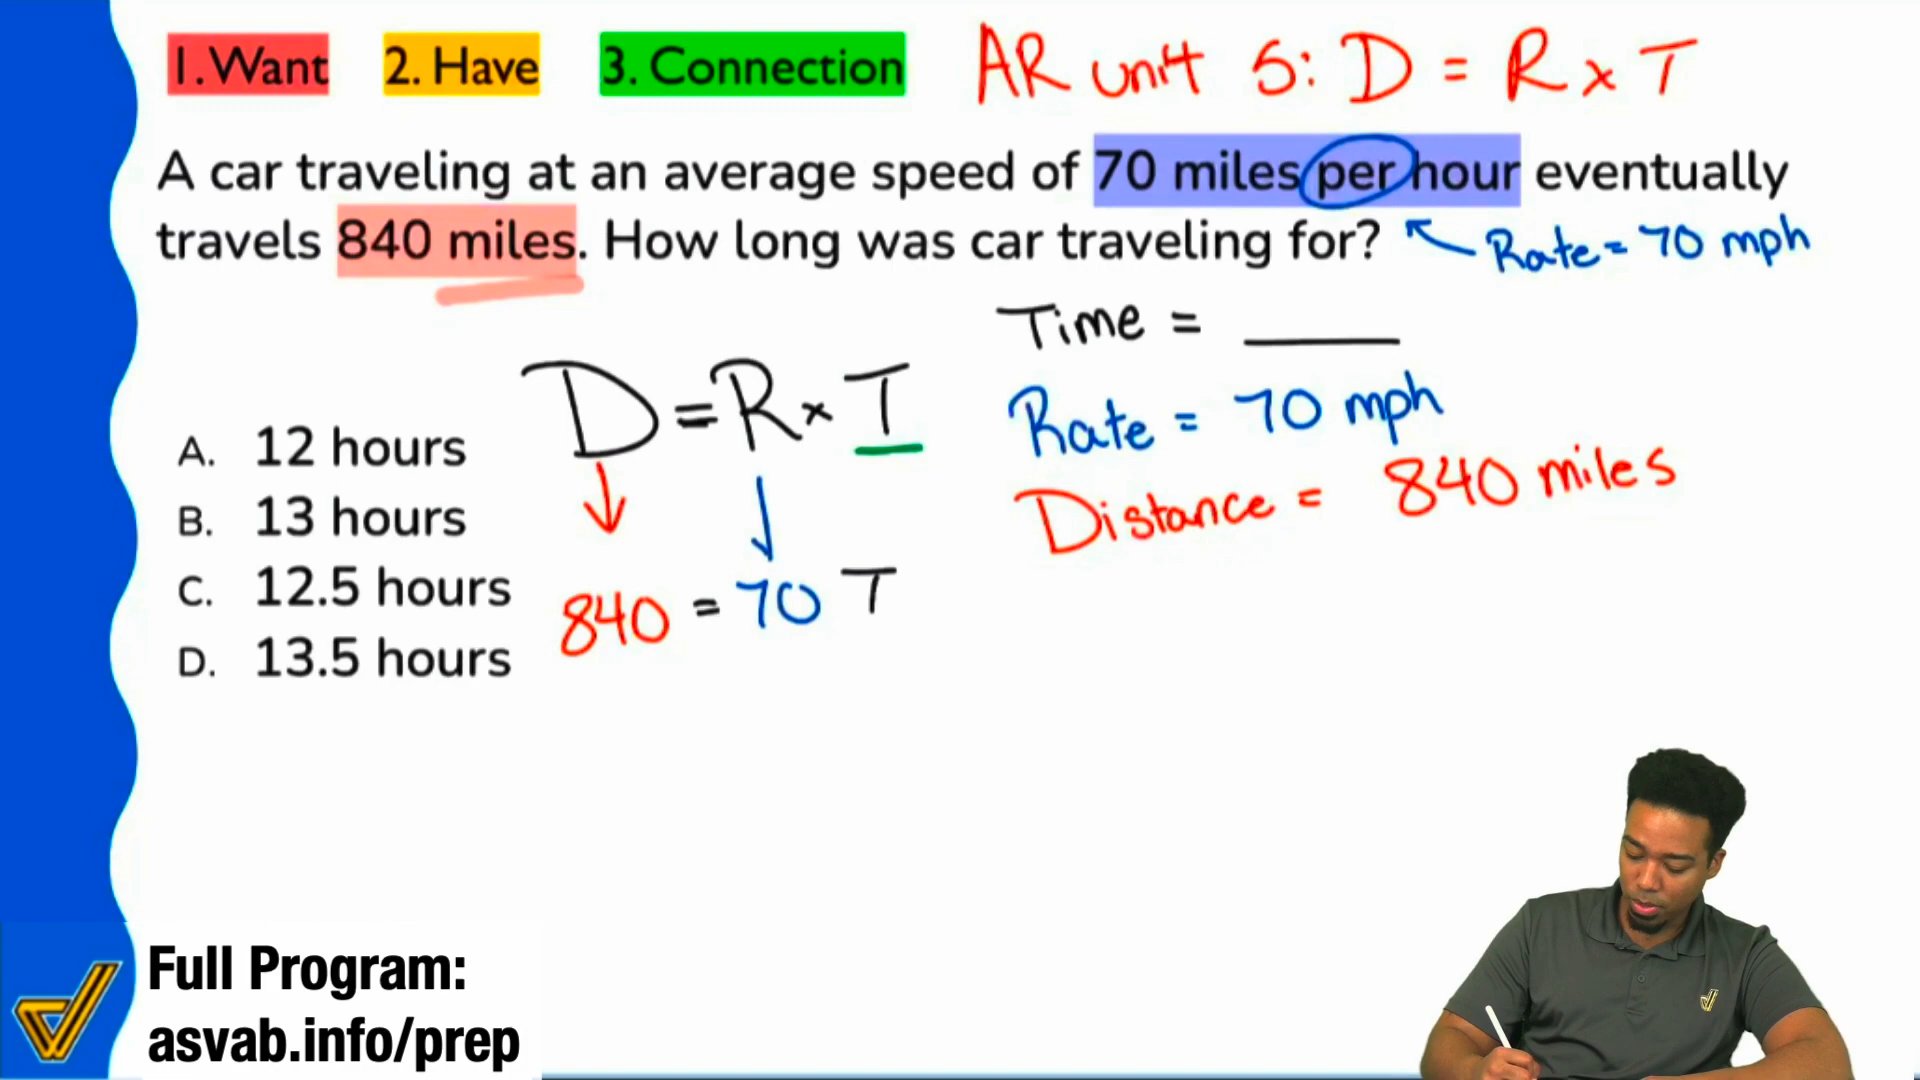 1. Want 2. Have 3. Connection AR unit 5: D = R x T
A car traveling at an average speed of 70 miles per hour eventually
travels 840 miles. How long was car traveling for? Rate = 70 mph
Time = ____
D = R x T
Rate = 70 mph
A. 12 hours
Distance = 840 miles
B. 13 hours
C. 12.5 hours
840 = 70 T
D. 13.5 hours
Full Program:
asvab.info/prep